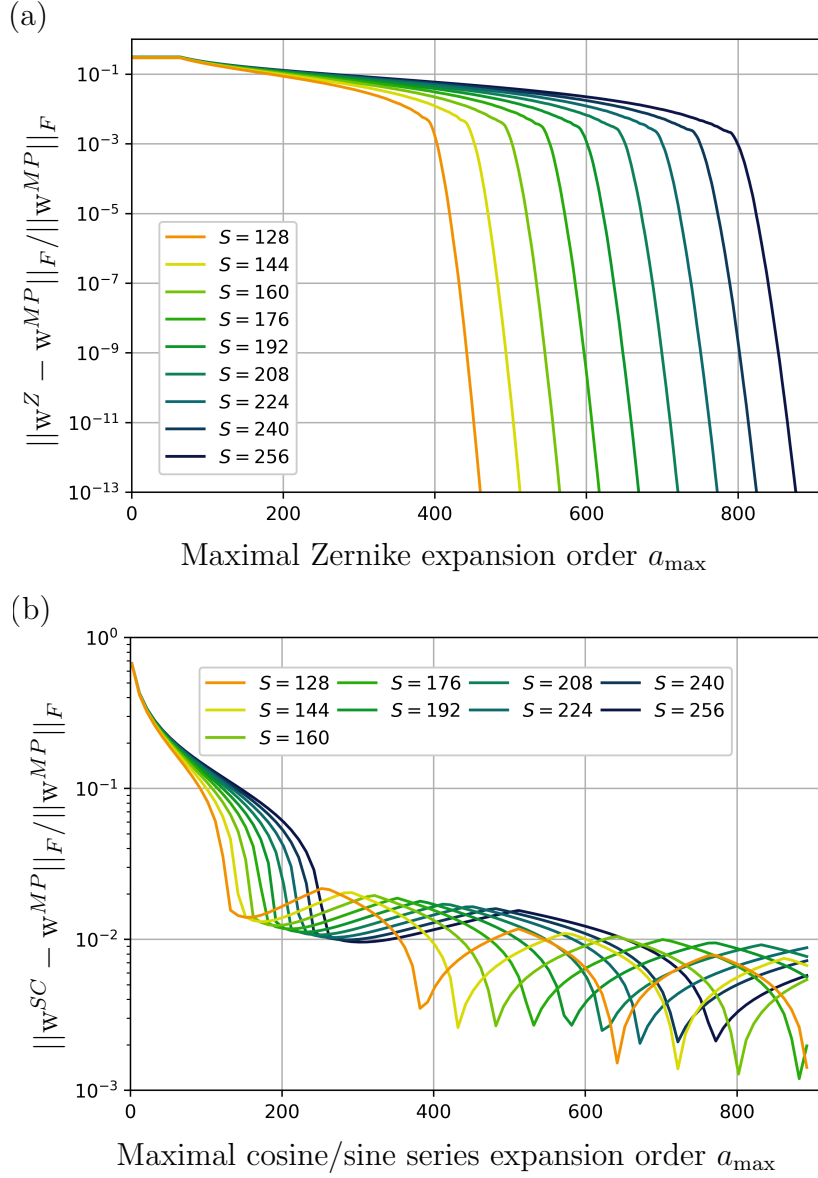 (a)
10⁻¹
10⁻³
10⁻⁵
10⁻⁷
10⁻⁹
10⁻¹¹
10⁻¹³
||w^Z − w^{MP}||_F/||w^{MP}||_F
S = 128
S = 144
S = 160
S = 176
S = 192
S = 208
S = 224
S = 240
S = 256
0 200 400 600 800
Maximal Zernike expansion order a_max
(b)
10⁰
10⁻¹
10⁻²
10⁻³
||w^{SC} − w^{MP}||_F/||w^{MP}||_F
S = 128 S = 176 S = 208 S = 240
S = 144 S = 192 S = 224 S = 256
S = 160
0 200 400 600 800
Maximal cosine/sine series expansion order a_max